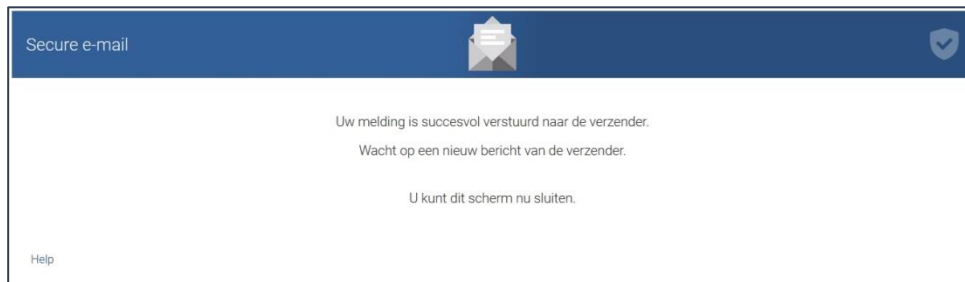 Secure e-mail
Uw melding is succesvol verstuurd naar de verzender.
Wacht op een nieuw bericht van de verzender.
U kunt dit scherm nu sluiten.
Help